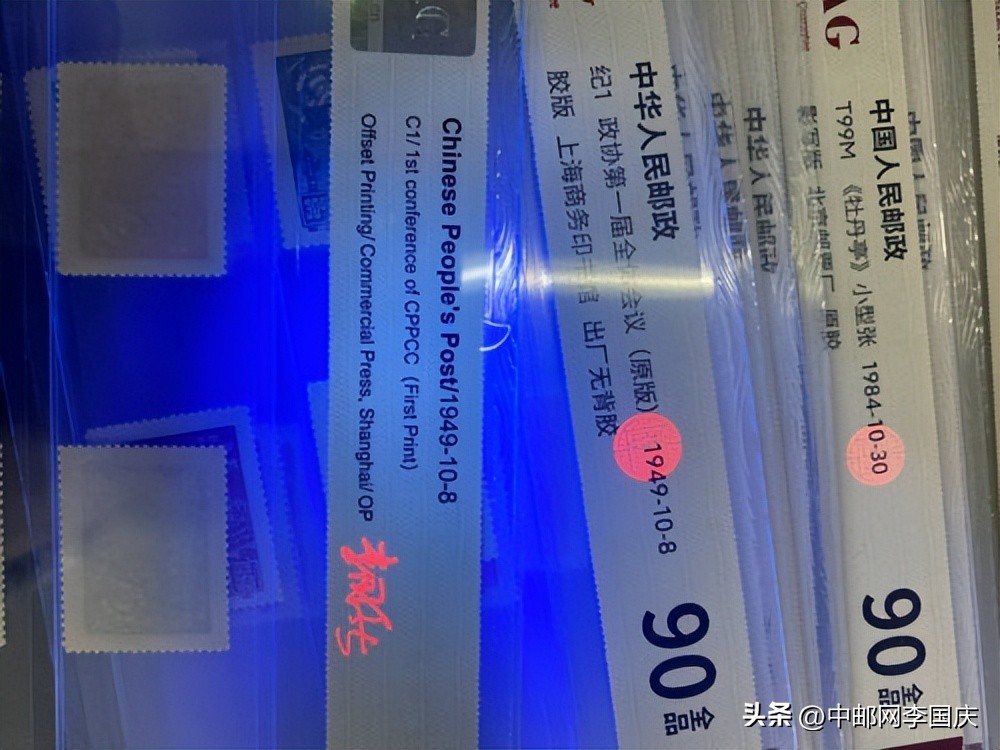 Chinese People's Post/1949-10-8
C1/1st conference of CPPCC (First Print)
Offset Printing/Commercial Press, Shanghai/OP
中华人民邮政
纪1 政协第一届全体会议（原版）1949-10-8
胶版 上海商务印书馆 出厂无背胶
90
全品
中华人民邮政
影写版 北京邮票厂 原胶
AG
中国人民邮政
T99M 《牡丹亭》小型张 1984-10-30
90
全品
头条 @中邮网李国庆